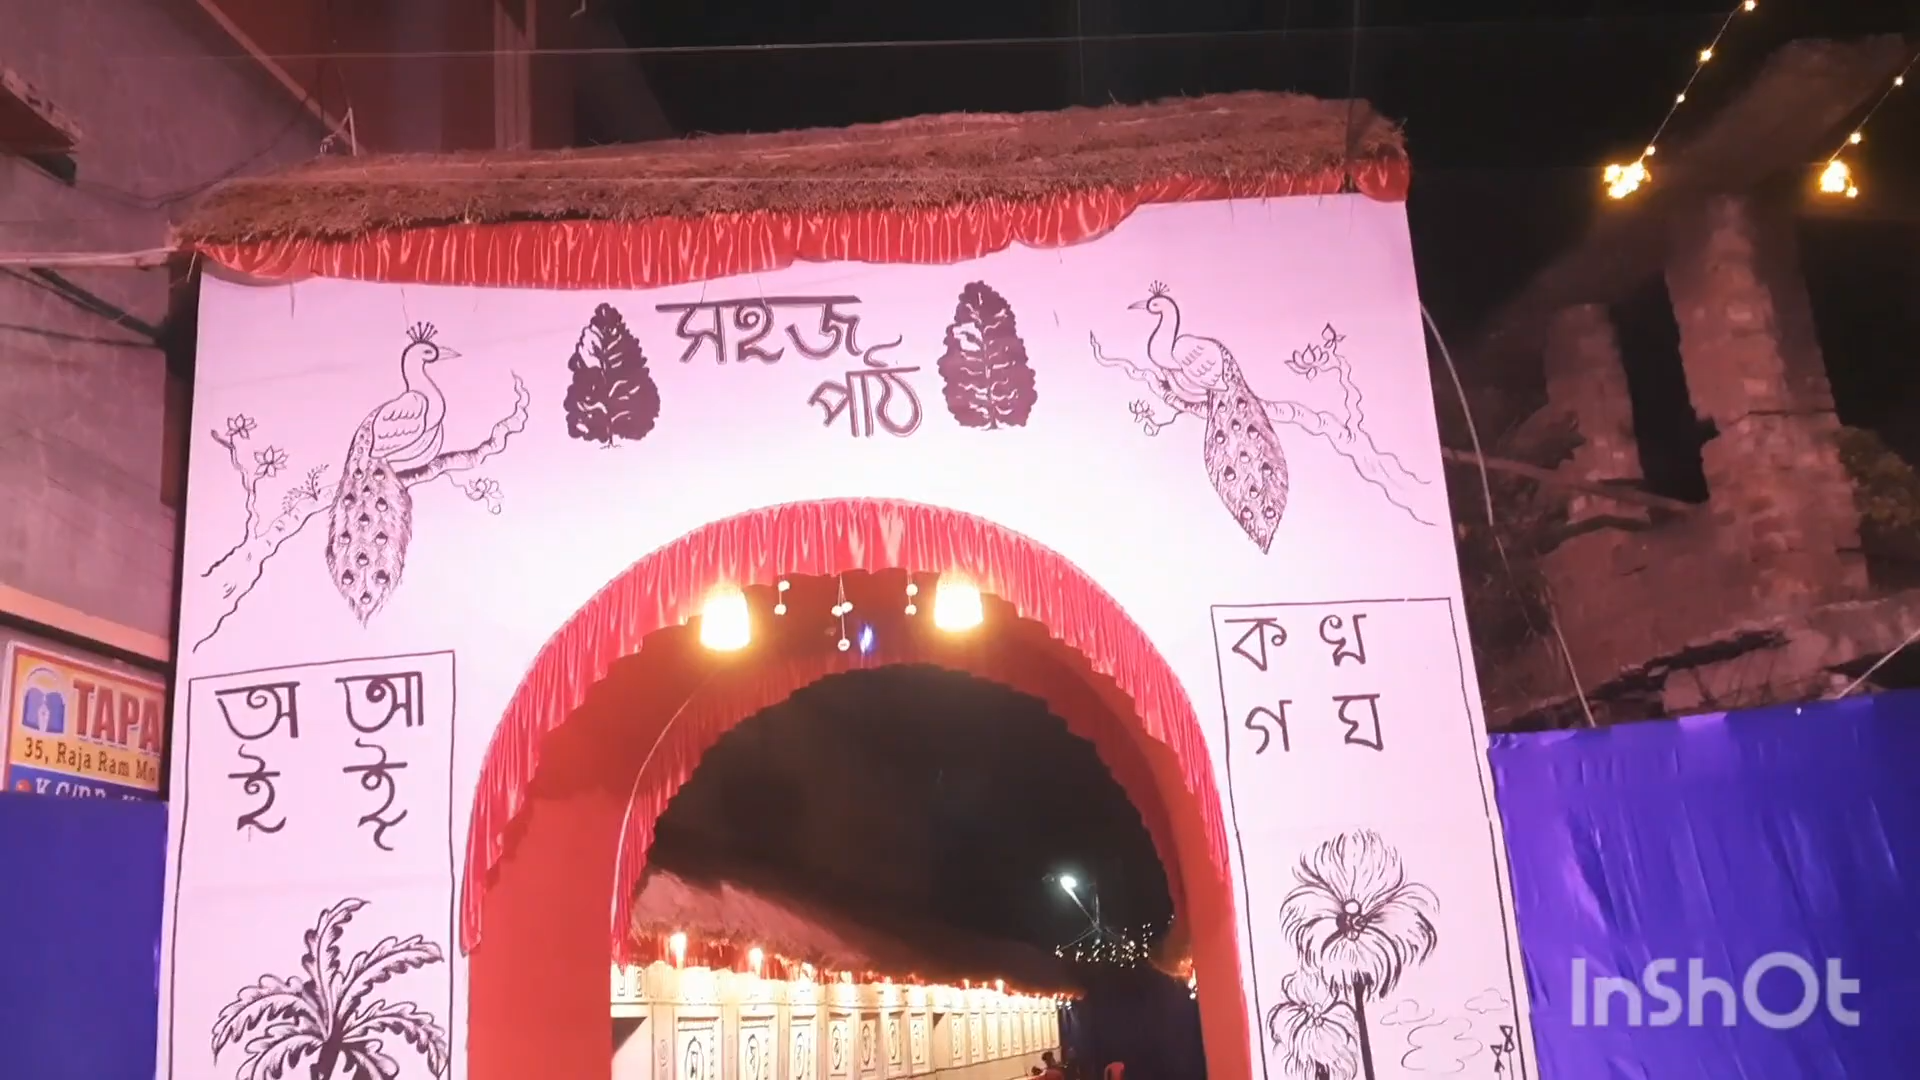 সহজ
পাঠ
অ আ
ই ঈ
ক খ
গ ঘ
TAPA
35, Raja Ram Mo
InShOt